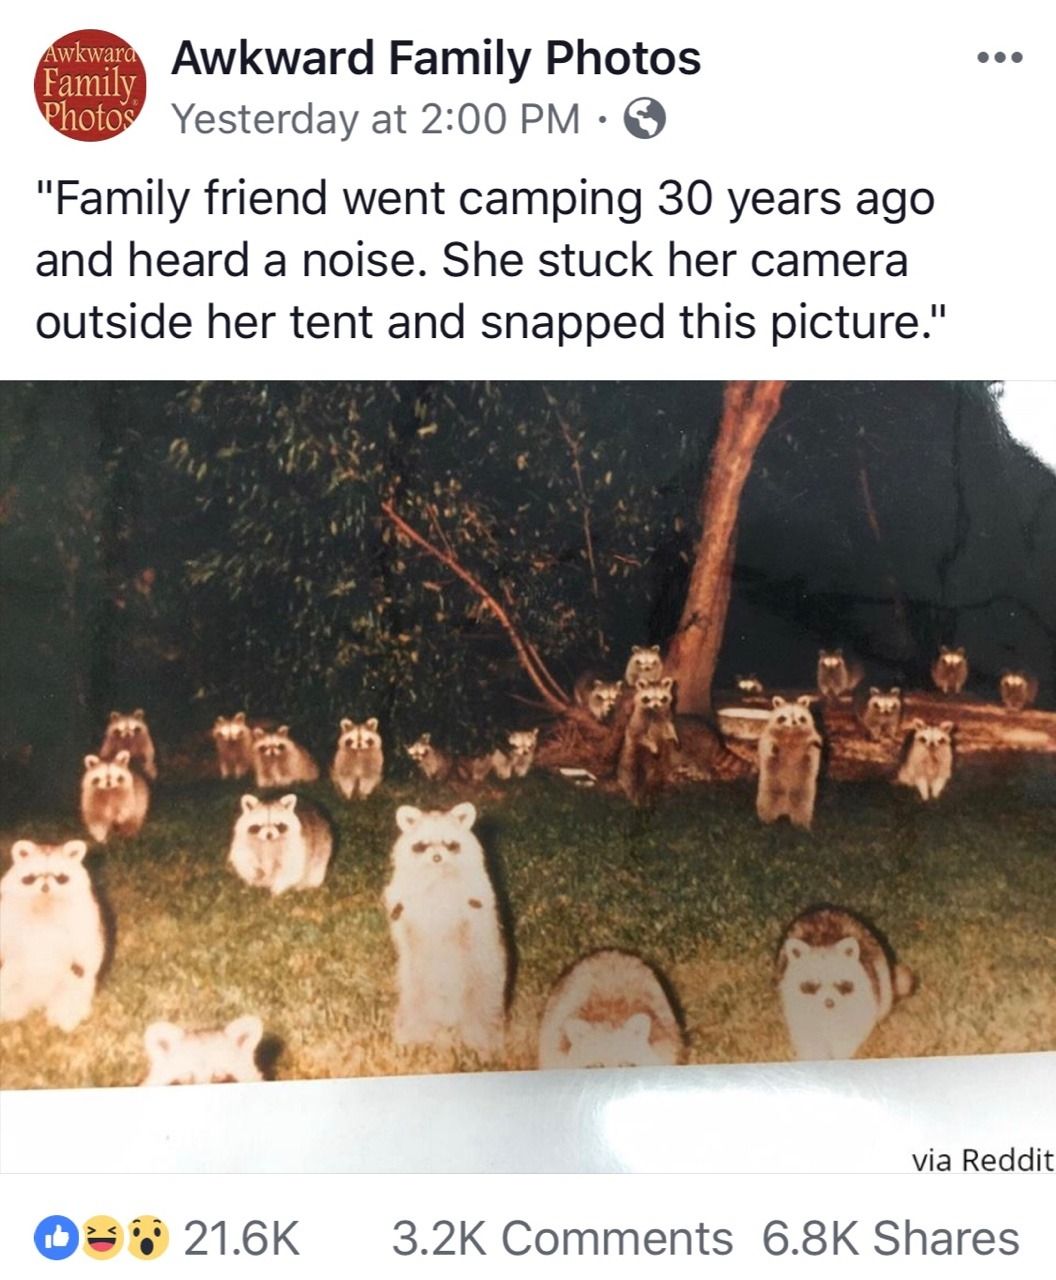 Awkward
Family
Photos
Awkward Family Photos
Yesterday at 2:00 PM ·
"Family friend went camping 30 years ago
and heard a noise. She stuck her camera
outside her tent and snapped this picture."
via Reddit
21.6K 3.2K Comments 6.8K Shares